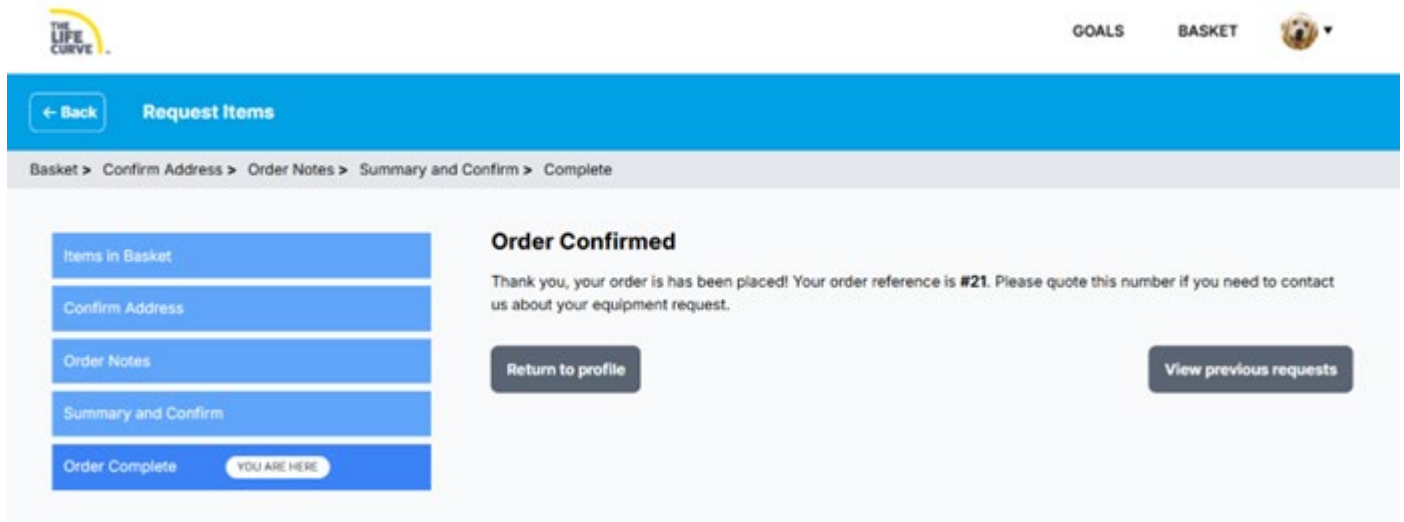 THE
LIFE
CURVE
GOALS BASKET
← Back Request Items
Basket > Confirm Address > Order Notes > Summary and Confirm > Complete
Items in Basket
Confirm Address
Order Notes
Summary and Confirm
Order Complete YOU ARE HERE
Order Confirmed
Thank you, your order is has been placed! Your order reference is #21. Please quote this number if you need to contact
us about your equipment request.
Return to profile View previous requests